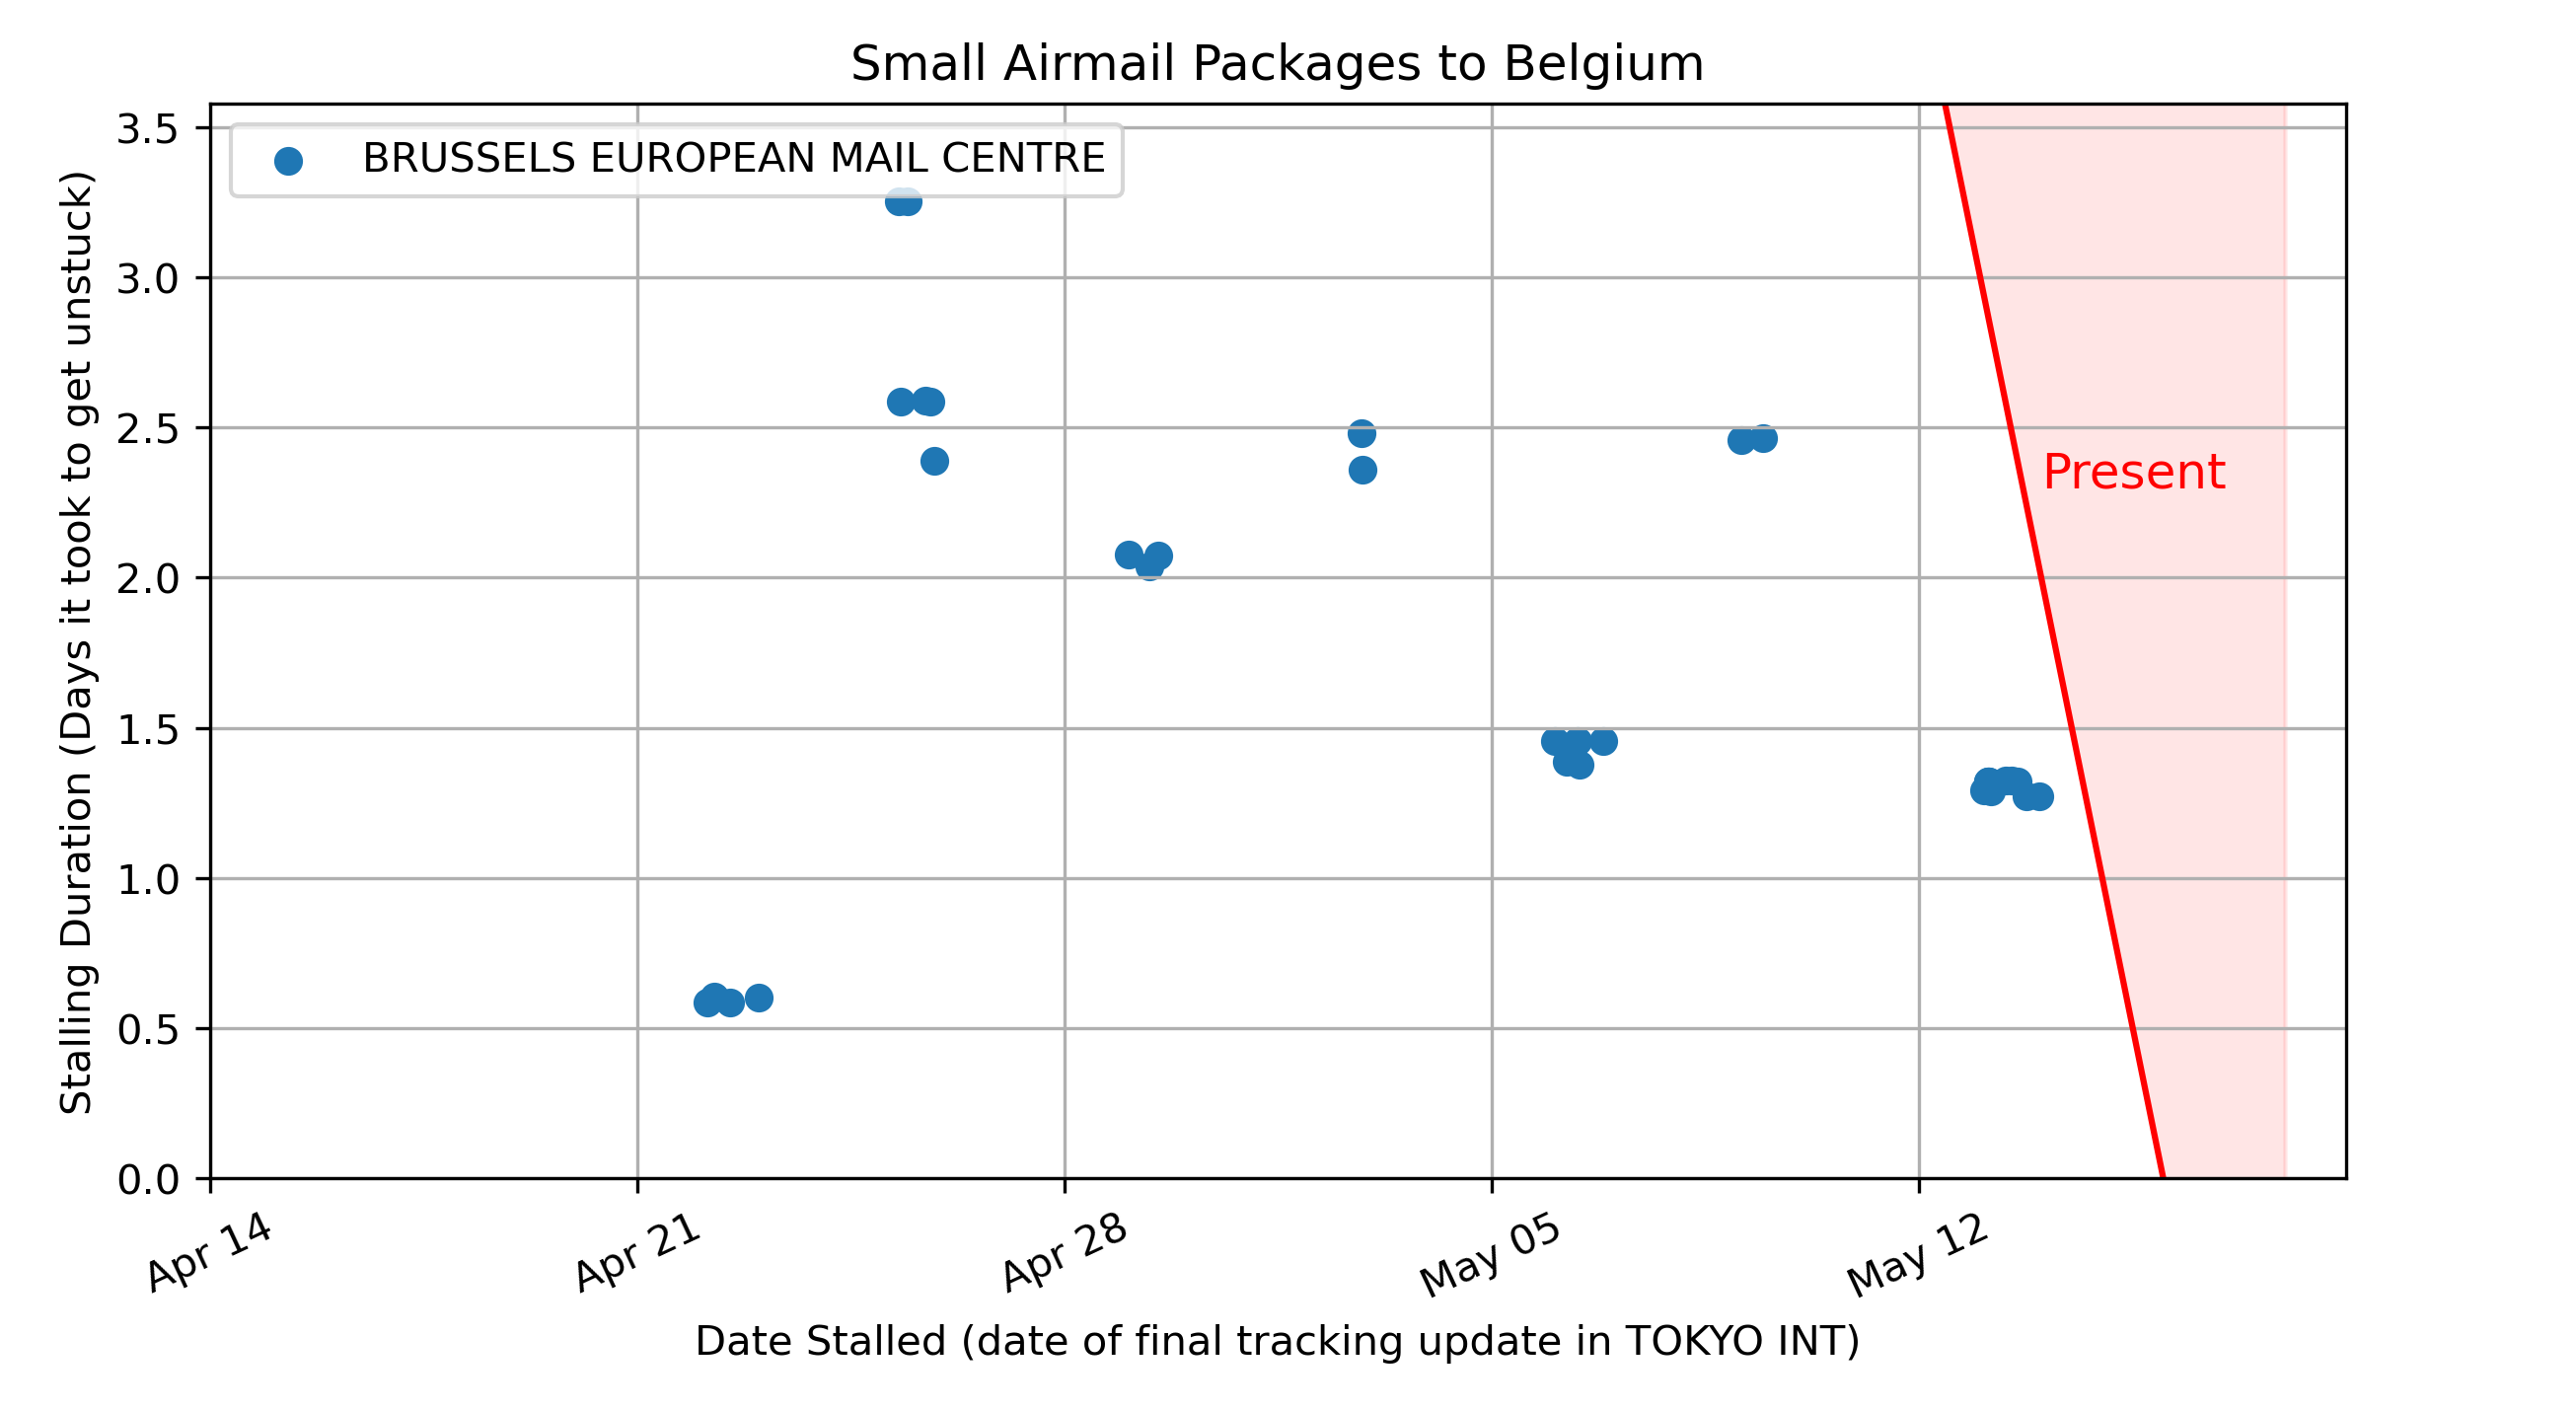 Small Airmail Packages to Belgium
BRUSSELS EUROPEAN MAIL CENTRE
Stalling Duration (Days it took to get unstuck)
3.5
3.0
2.5
2.0
1.5
1.0
0.5
0.0
Present
Apr 14
Apr 21
Apr 28
May 05
May 12
Date Stalled (date of final tracking update in TOKYO INT)